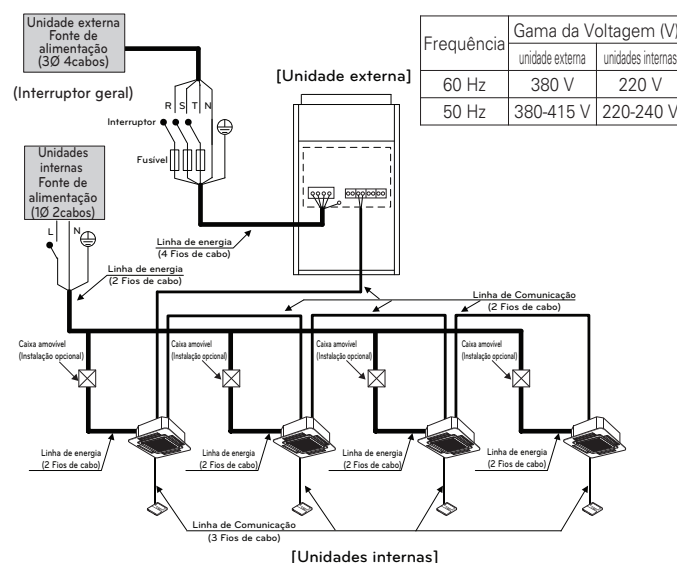 Unidade externa
Fonte de
alimentação
(3Ø 4cabos)
(Interruptor geral)
R S T N
Interruptor
Fusível
[Unidade externa]
Frequência
Gama da Voltagem (V)
unidade externa
unidades internas
60 Hz
380 V
220 V
50 Hz
380-415 V
220-240 V
Unidades
internas
Fonte de
alimentação
(1Ø 2cabos)
L N
Linha de energia
(4 Fios de cabo)
Linha de energia
(2 Fios de cabo)
Linha de Comunicação
(2 Fios de cabo)
Caixa amovível
(Instalação opcional)
Caixa amovível
(Instalação opcional)
Caixa amovível
(Instalação opcional)
Caixa amovível
(Instalação opcional)
Linha de energia
(2 Fios de cabo)
Linha de energia
(2 Fios de cabo)
Linha de energia
(2 Fios de cabo)
Linha de energia
(2 Fios de cabo)
Linha de Comunicação
(3 Fios de cabo)
[Unidades internas]